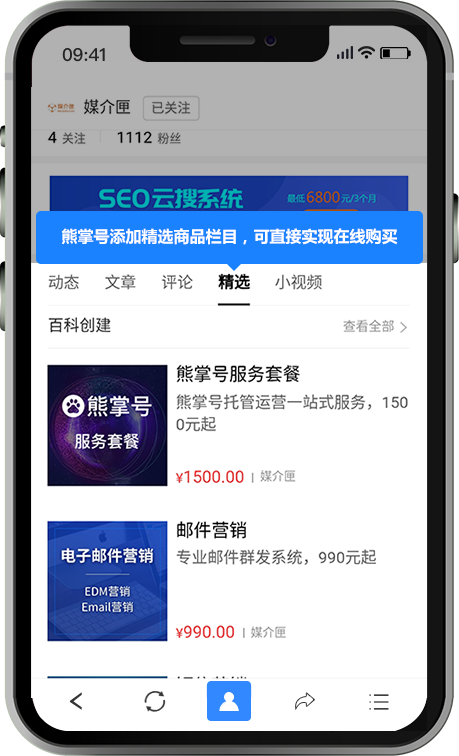 09:41
媒介匣 已关注
4 关注 1112 粉丝
SEO云搜系统
最低6800元/3个月
熊掌号添加精选商品栏目，可直接实现在线购买
动态 文章 评论 精选 小视频
百科创建 查看全部
熊掌号
服务套餐
熊掌号服务套餐
熊掌号托管运营一站式服务，150
0元起
¥1500.00 | 媒介匣
电子邮件营销
EDM营销
Email营销
邮件营销
专业邮件群发系统，990元起
¥990.00 | 媒介匣